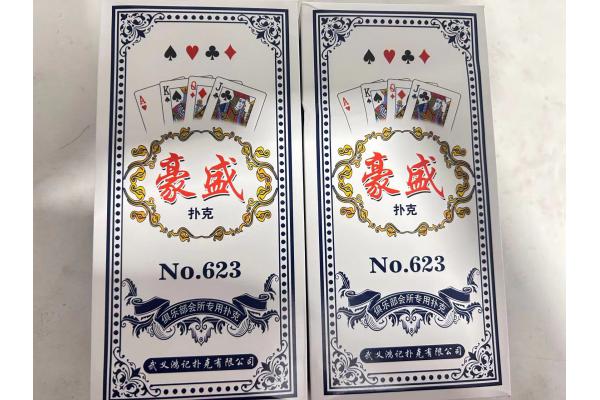 A K Q J
豪盛
扑克
No.623
俱乐部会所专用扑克
武义鸿记扑克有限公司
A K Q J
豪盛
扑克
No.623
俱乐部会所专用扑克
武义鸿记扑克有限公司